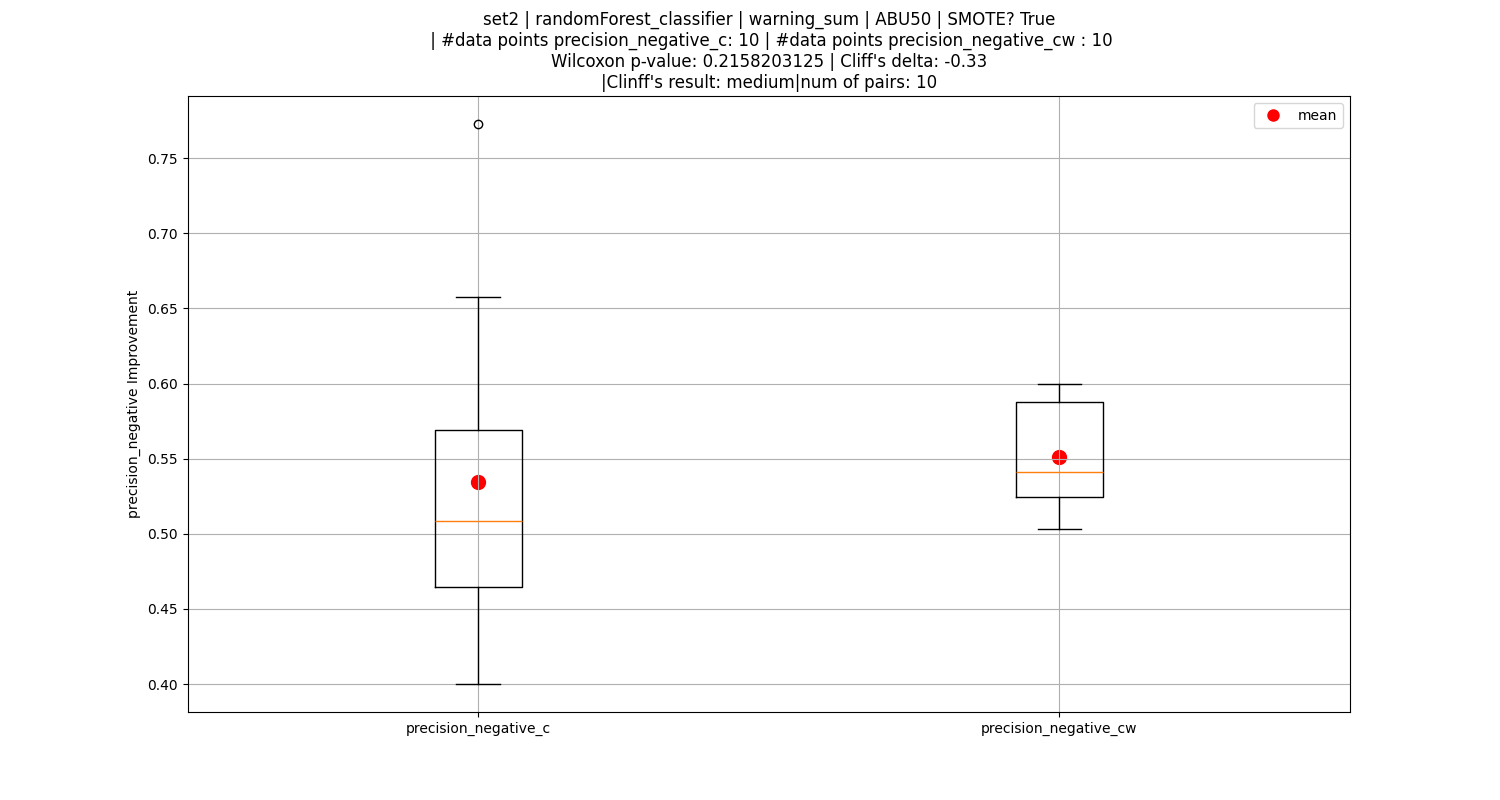 set2 | randomForest_classifier | warning_sum | ABU50 | SMOTE? True
| #data points precision_negative_c: 10 | #data points precision_negative_cw : 10
Wilcoxon p-value: 0.2158203125 | Cliff's delta: -0.33
|Clinff's result: medium|num of pairs: 10
mean
0.75
0.70
0.65
0.60
0.55
0.50
0.45
0.40
precision_negative Improvement
precision_negative_c
precision_negative_cw